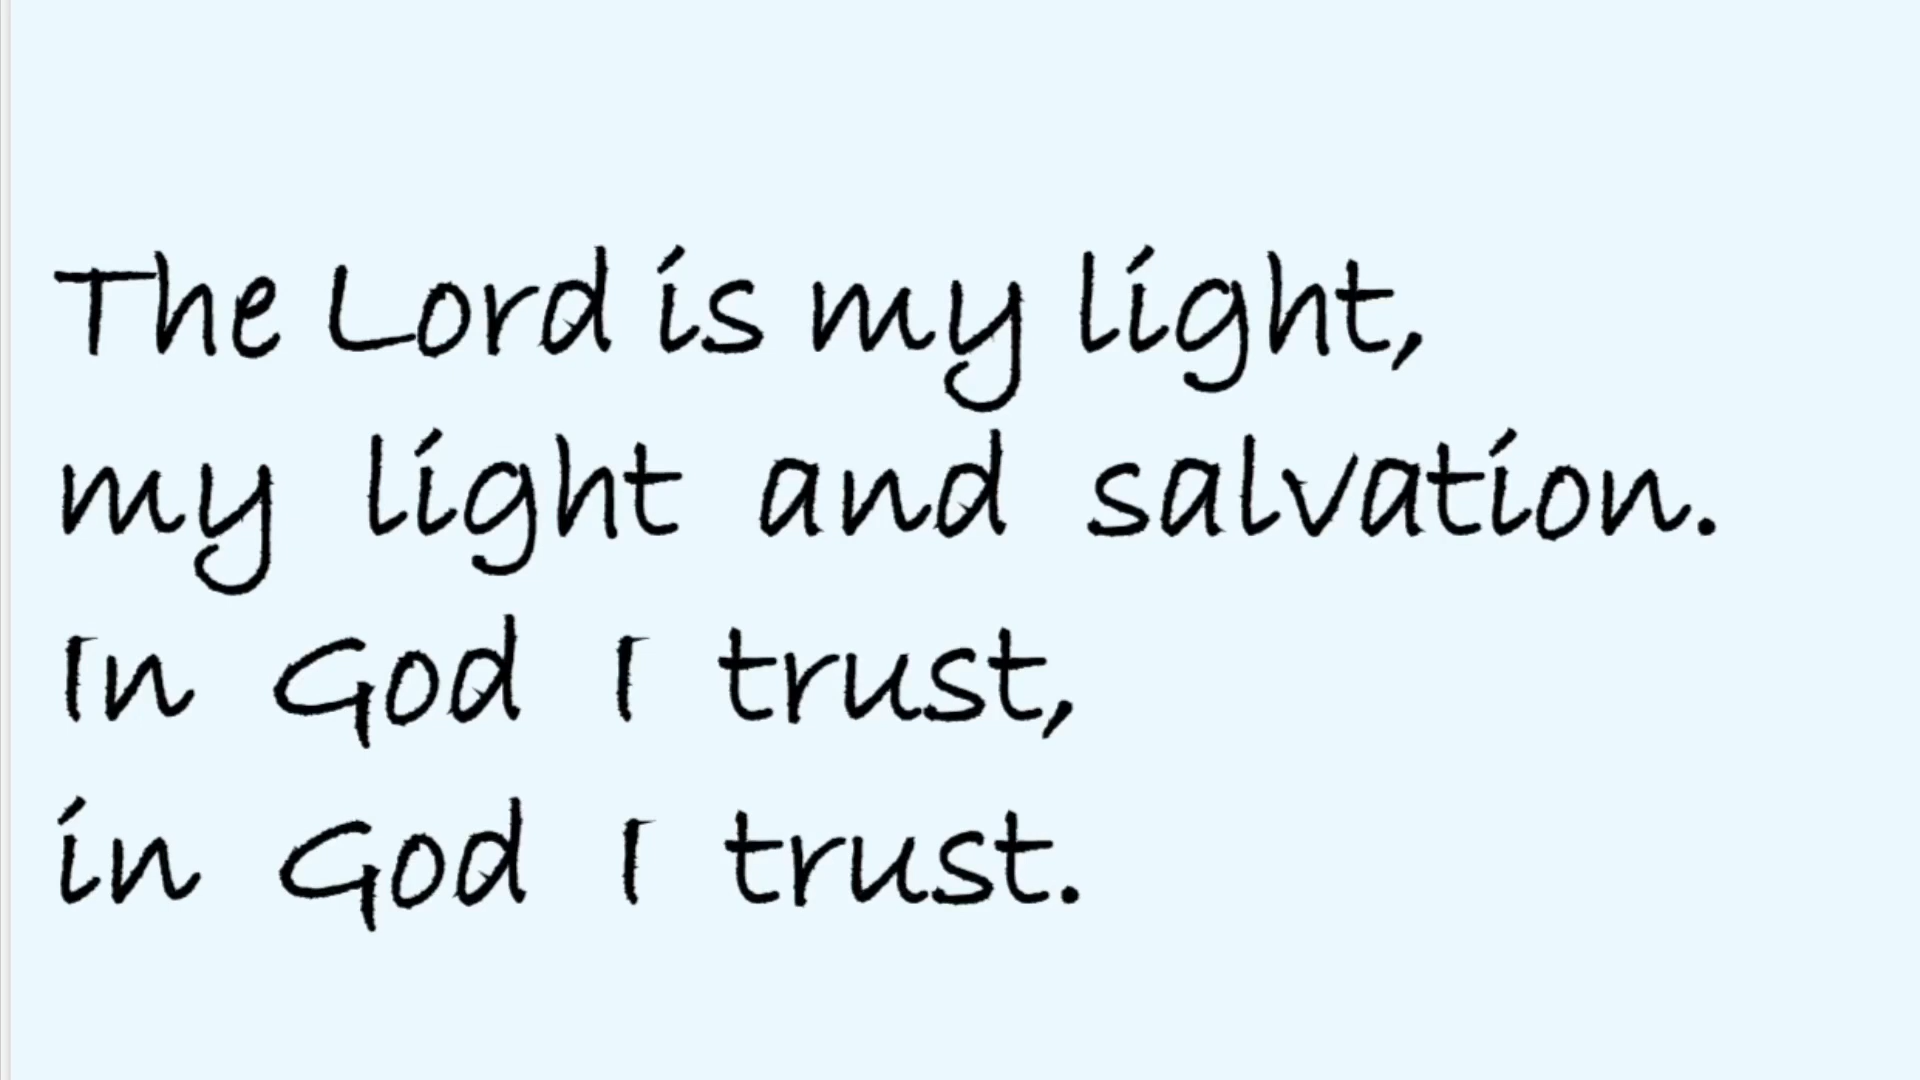 The Lord is my light,
my light and salvation.
In God I trust,
in God I trust.